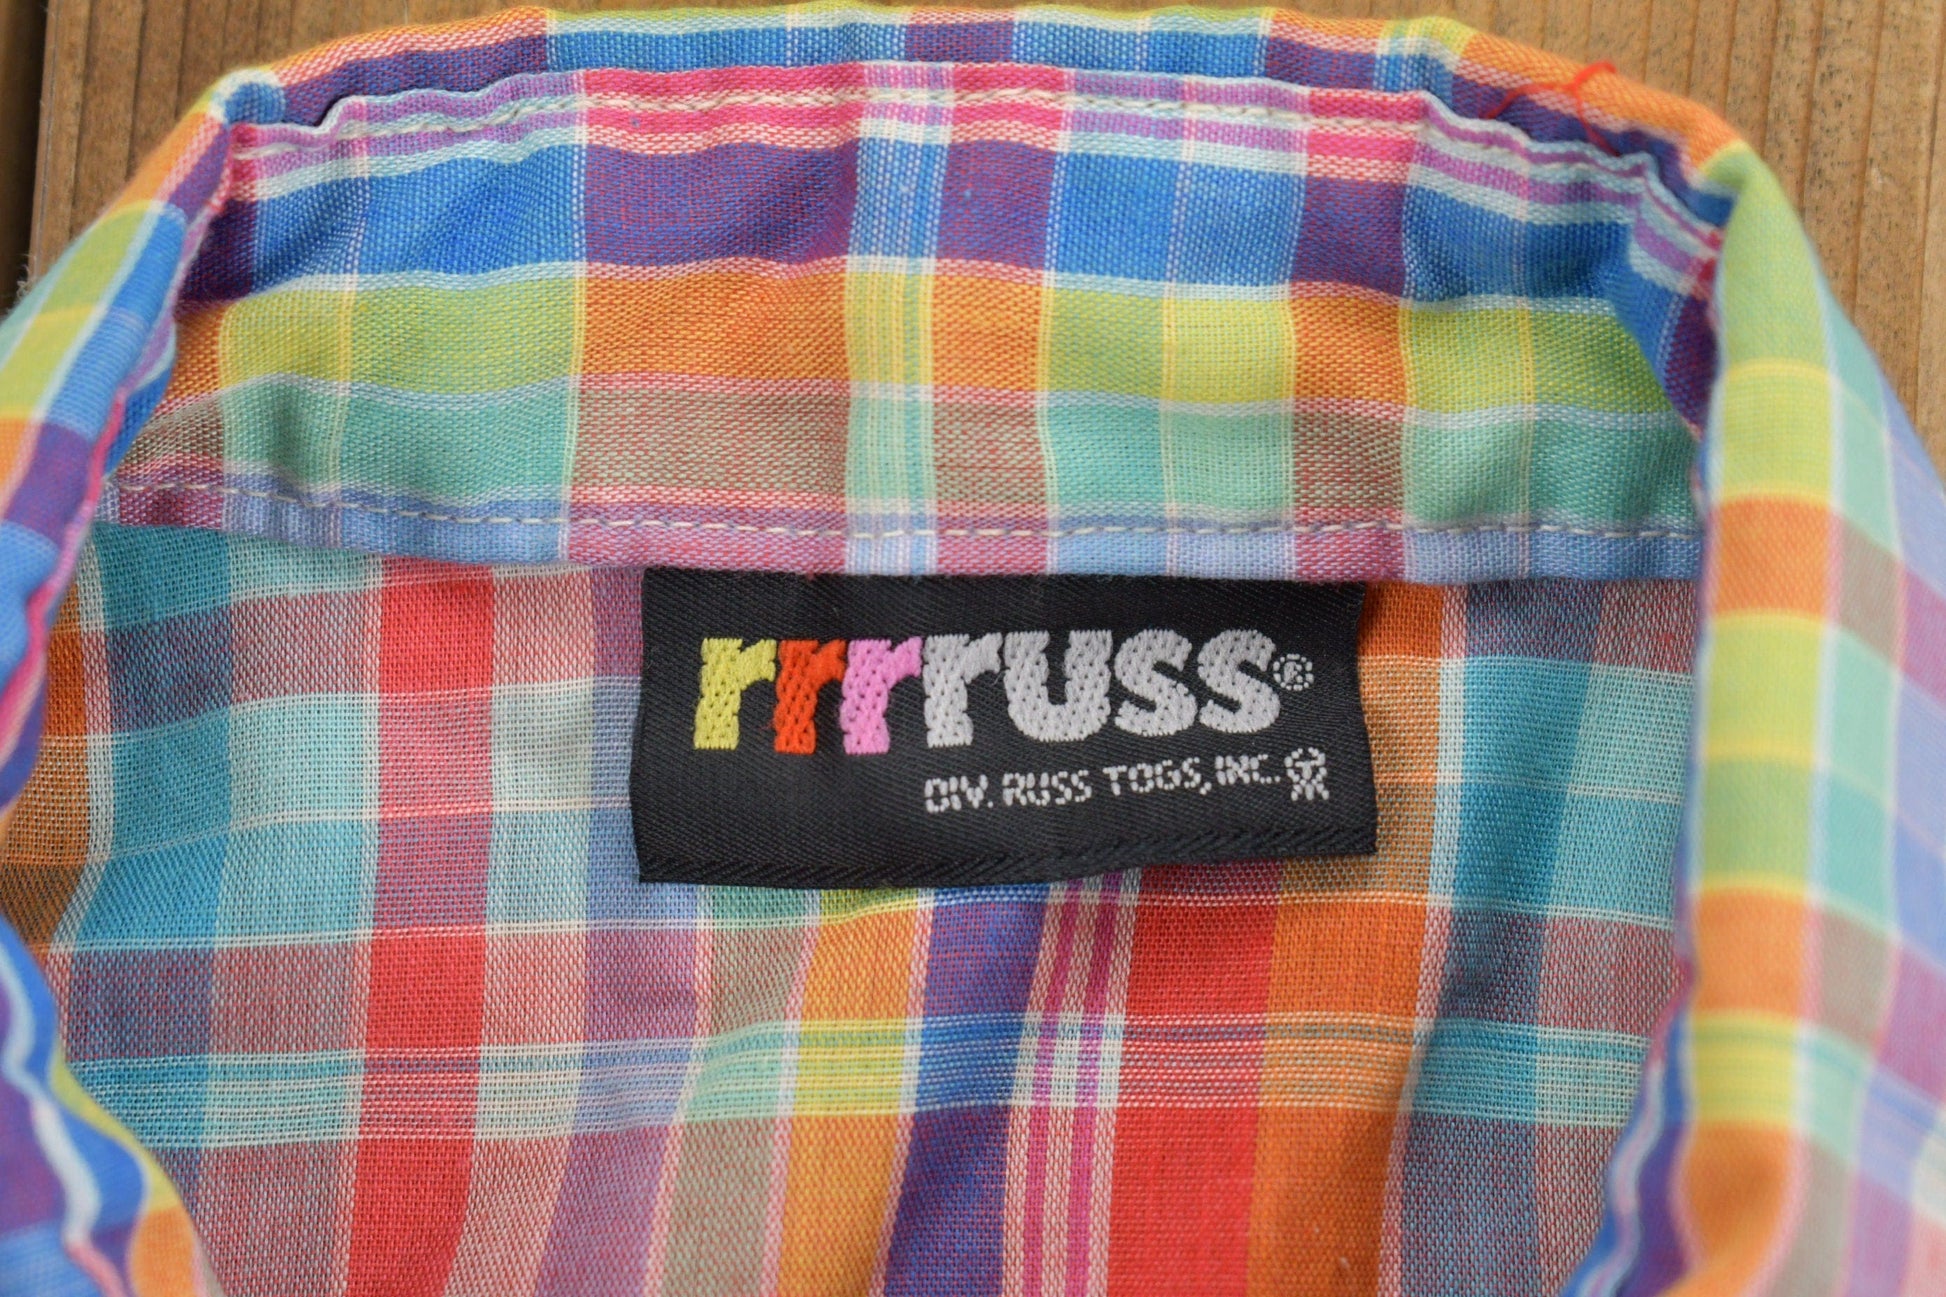 rrrruss®
DIV. RUSS TOGS, INC.